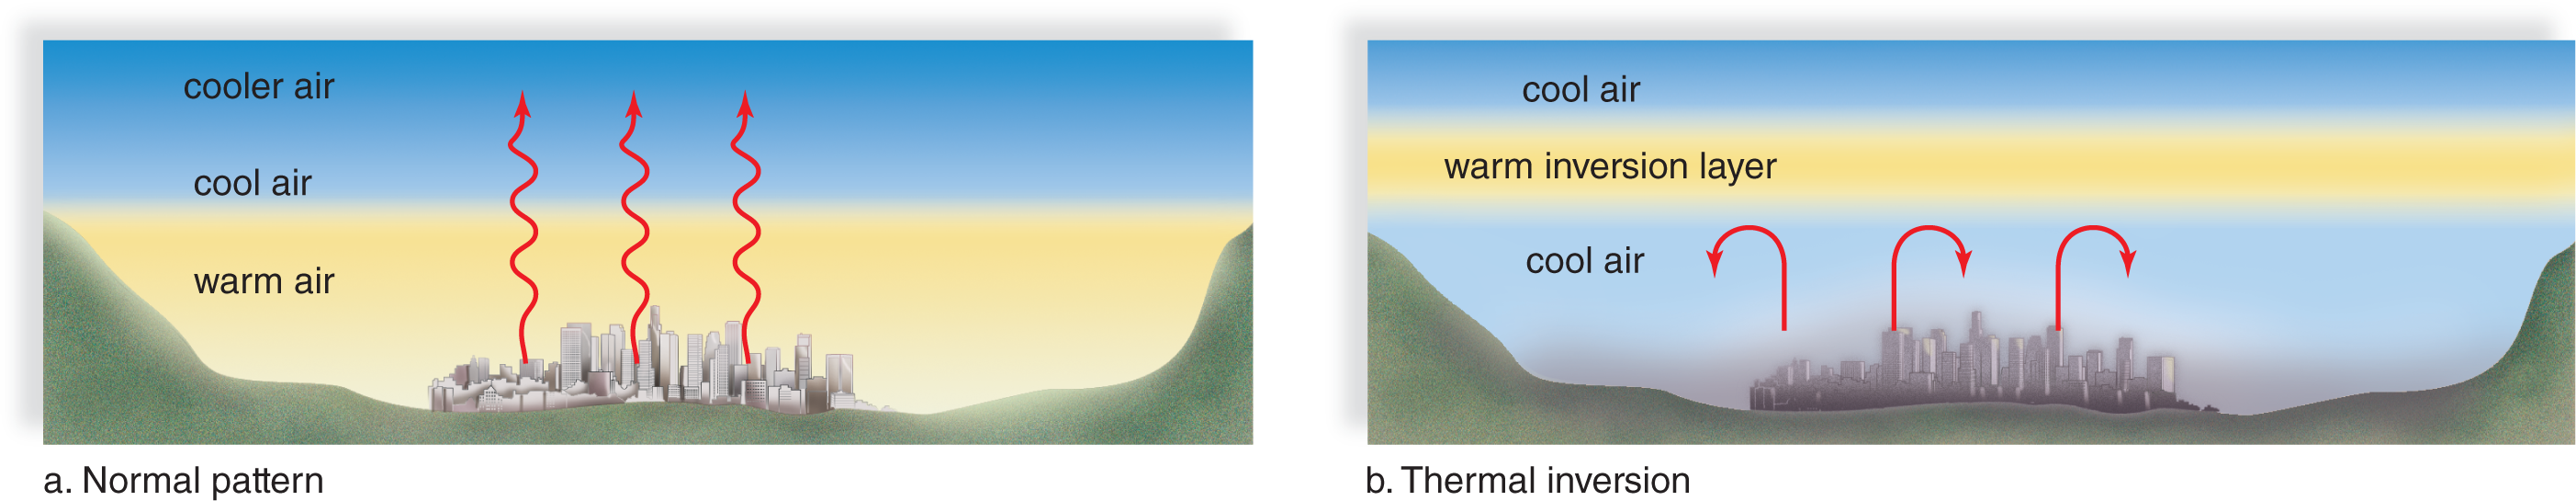 cooler air
cool air
warm air
a. Normal pattern
cool air
warm inversion layer
cool air
b. Thermal inversion